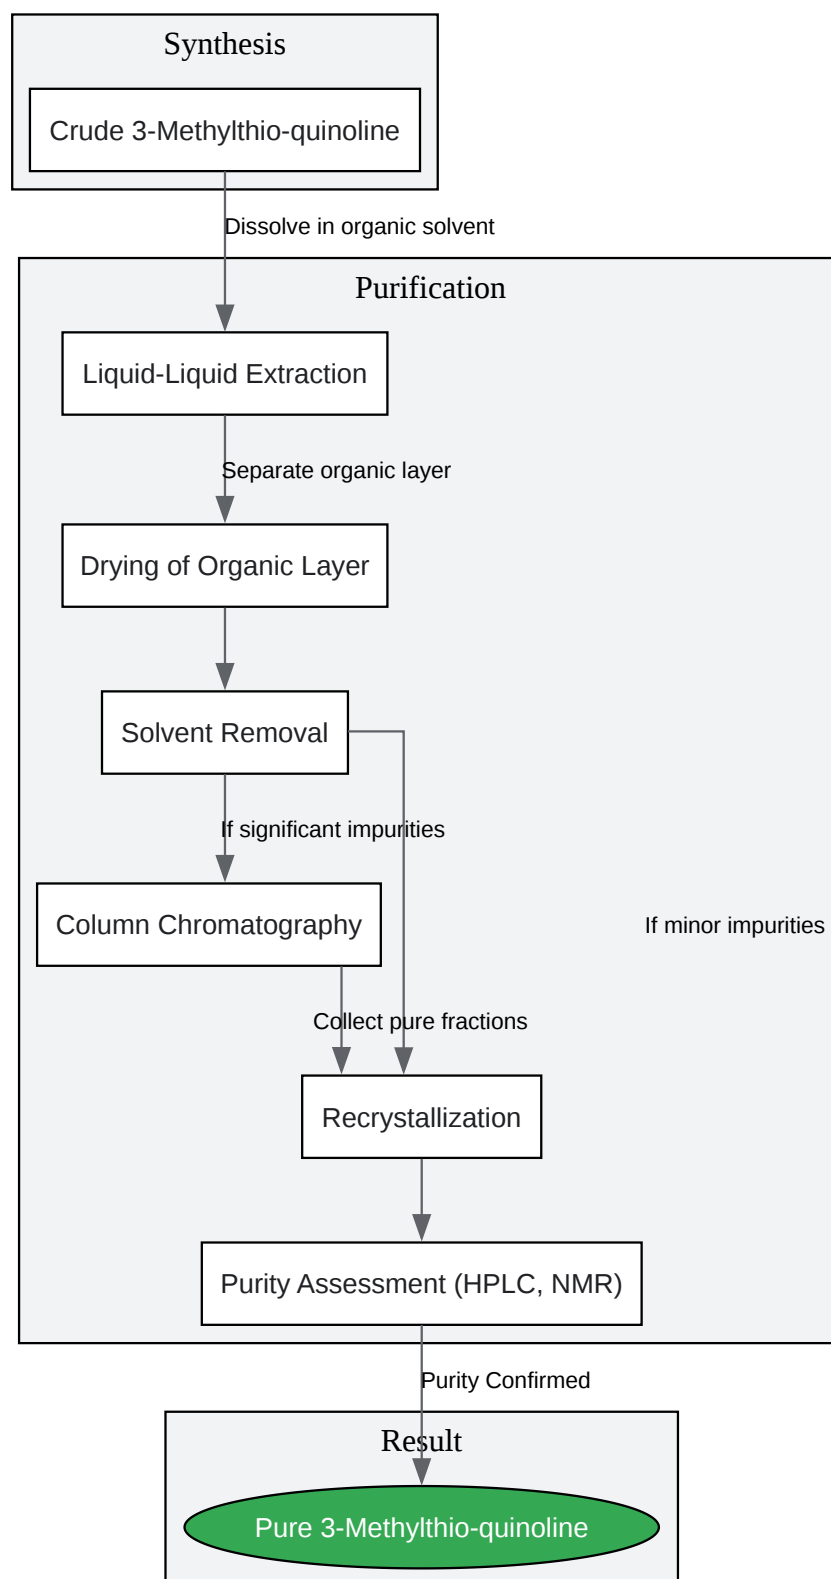 Synthesis
Crude 3-Methylthio-quinoline
Dissolve in organic solvent
Purification
Liquid-Liquid Extraction
Separate organic layer
Drying of Organic Layer
Solvent Removal
If significant impurities
Column Chromatography
If minor impurities
Collect pure fractions
Recrystallization
Purity Assessment (HPLC, NMR)
Purity Confirmed
Result
Pure 3-Methylthio-quinoline